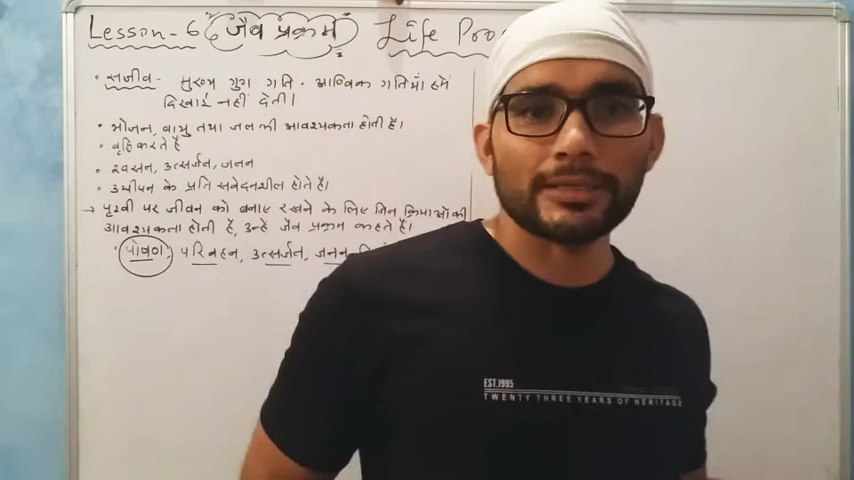 Lesson-6 जैव प्रक्रम Life Pro
• सजीव- मुख्य गुण गति - आण्विक गतियाँ हमें
दिखाई नहीं देती।
• भोजन, वायु तथा जल की आवश्यकता होती है।
• वृद्धि करते हैं
• श्वसन, उत्सर्जन, जनन
• उद्दीपन के प्रति संवेदनशील होते हैं।
→ पृथ्वी पर जीवन को बनाए रखने के लिए जिन क्रियाओं की
आवश्यकता होती है, उन्हे जैव प्रक्रम कहते हैं।
• पोषण, परिवहन, उत्सर्जन, जनन,
EST.1995
TWENTY THREE YEARS OF HERITAGE